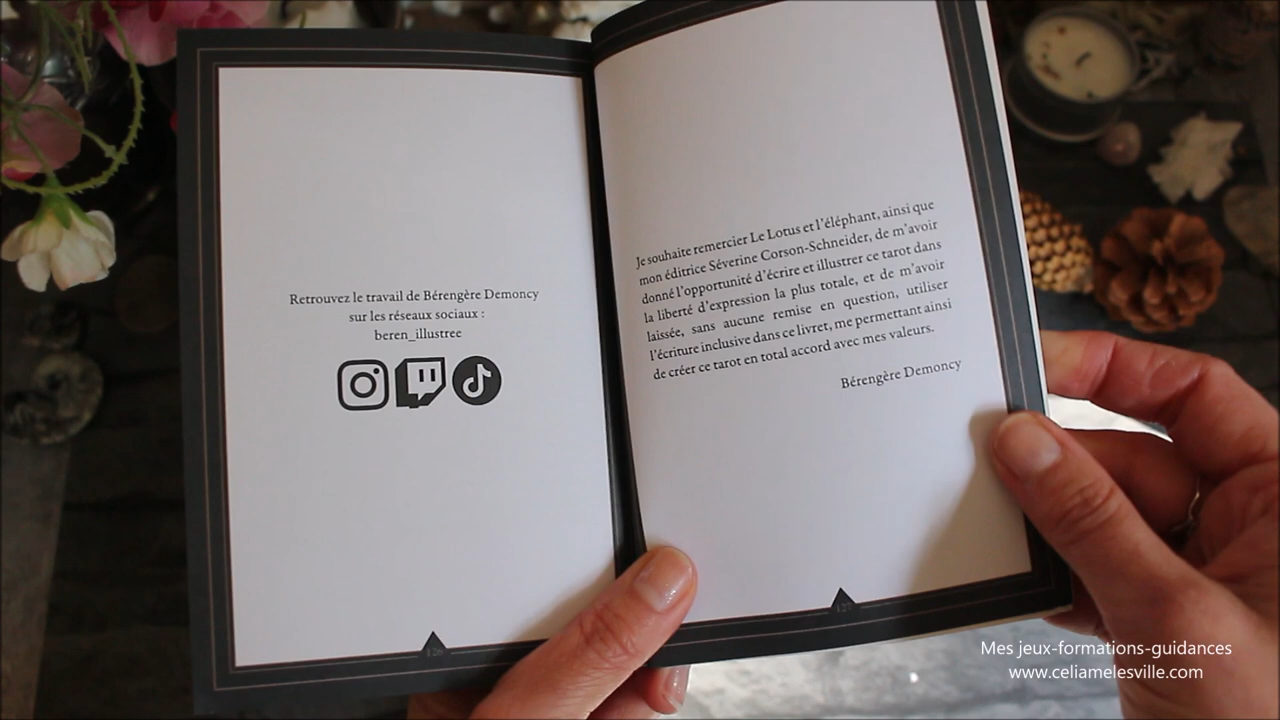 Retrouvez le travail de Bérengère Demoncy
sur les réseaux sociaux :
beren_illustree
126
Je souhaite remercier Le Lotus et l'éléphant, ainsi que
mon éditrice Séverine Corson-Schneider, de m'avoir
donné l'opportunité d'écrire et illustrer ce tarot dans
la liberté d'expression la plus totale, et de m'avoir
laissée, sans aucune remise en question, utiliser
l'écriture inclusive dans ce livret, me permettant ainsi
de créer ce tarot en total accord avec mes valeurs.
Bérengère Demoncy
127
Mes jeux-formations-guidances
www.celiamelesville.com